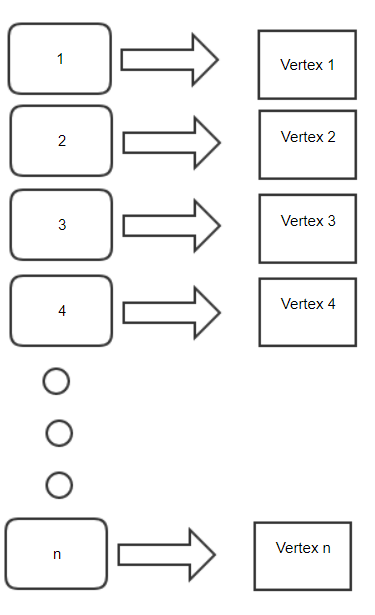 1
Vertex 1
2
Vertex 2
3
Vertex 3
4
Vertex 4
n
Vertex n